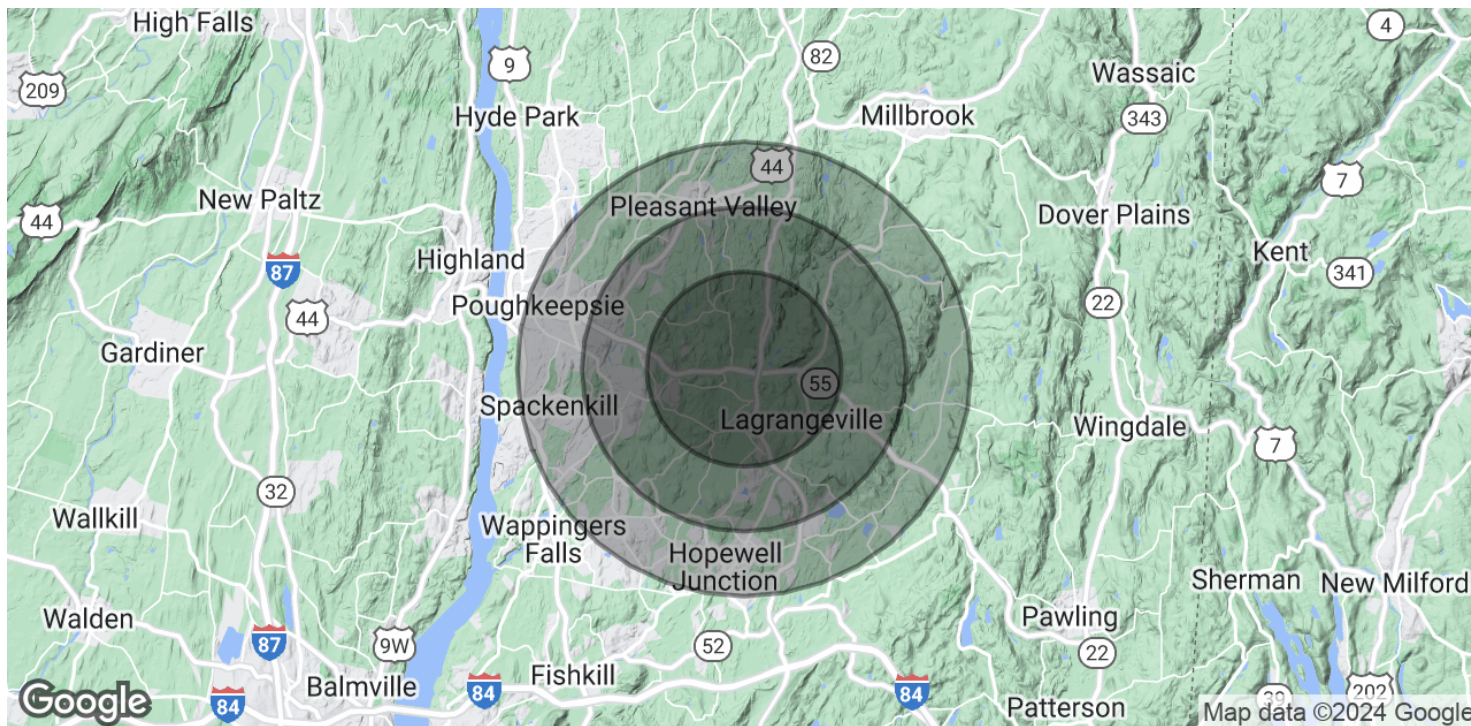 High Falls
9
82
4
209
Wassaic
Hyde Park
Millbrook
343
44
7
New Paltz
Pleasant Valley
44
Dover Plains
Highland
Kent
87
341
Poughkeepsie
22
44
Gardiner
55
Spackenkill
Lagrangeville
Wingdale
7
32
Wallkill
Wappingers
Falls
Hopewell
Junction
Sherman
New Milford
Walden
Pawling
87
9W
52
22
Fishkill
Balmville
84
84
202
39
Google
84
Patterson
Map data ©2024 Google